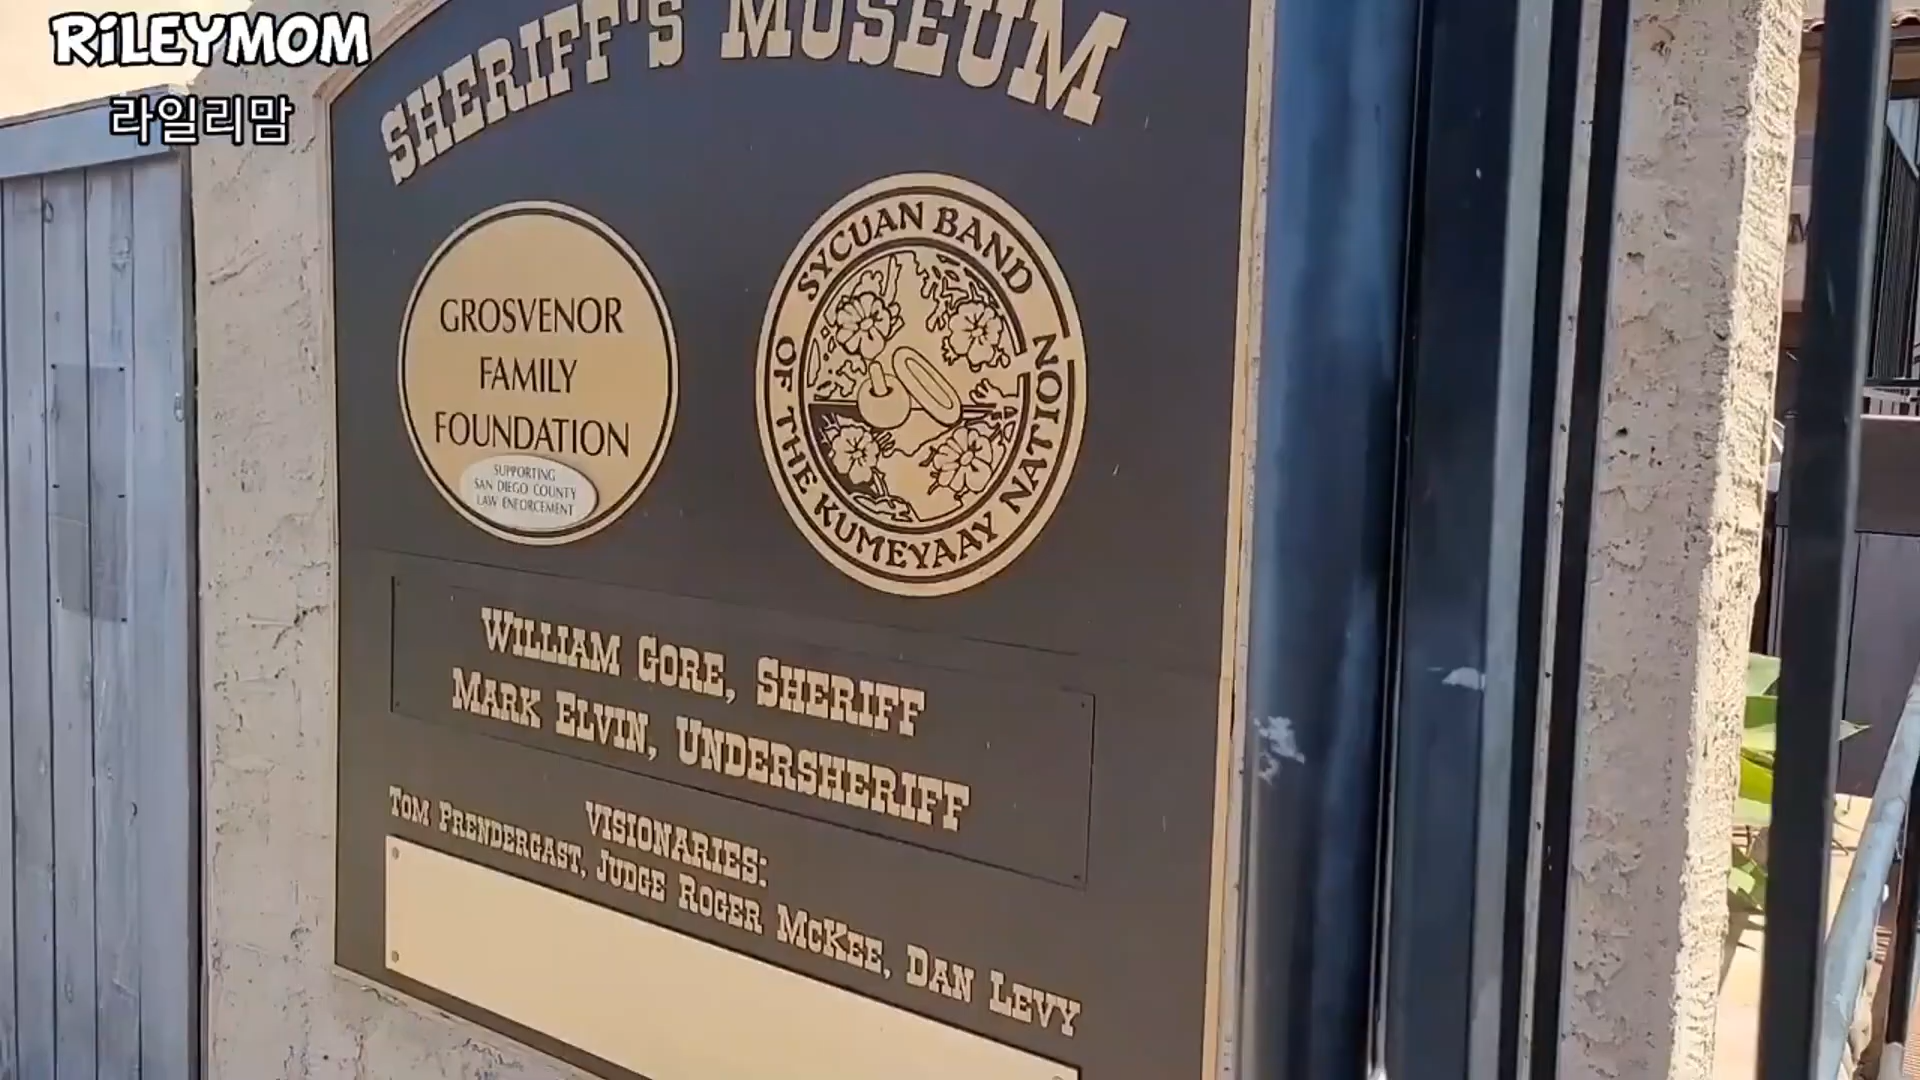 RiLEYMOM
라일리맘
SHERIFF'S MUSEUM
GROSVENOR
FAMILY
FOUNDATION
SUPPORTING
SAN DIEGO COUNTY
LAW ENFORCEMENT
SYCUAN BAND
OF THE KUMEYAAY NATION
WILLIAM GORE, SHERIFF
MARK ELVIN, UNDERSHERIFF
VISIONARIES:
TOM PRENDERGAST, JUDGE ROGER MCKEE, DAN LEVY